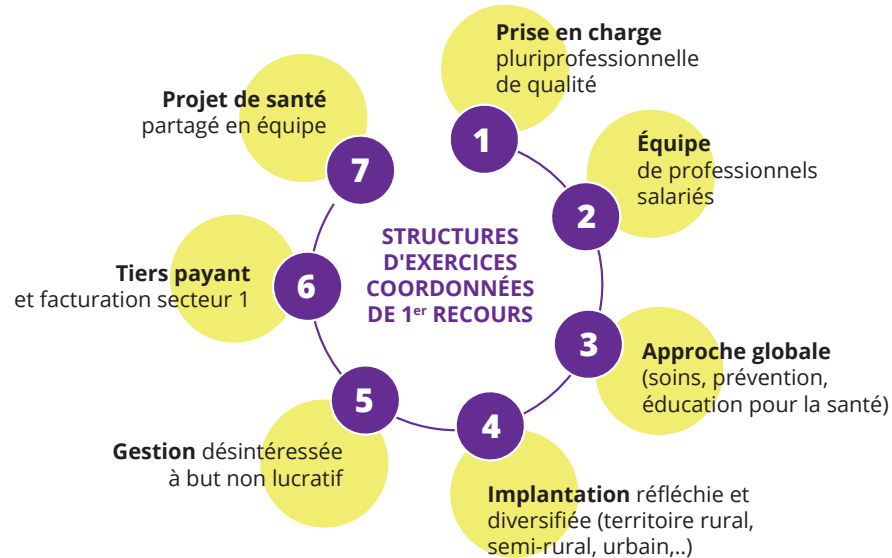 STRUCTURES
D'EXERCICES
COORDONNÉES
DE 1er RECOURS
1
Prise en charge
pluriprofessionnelle
de qualité
2
Équipe
de professionnels
salariés
3
Approche globale
(soins, prévention,
éducation pour la santé)
4
Implantation réfléchie et
diversifiée (territoire rural,
semi-rural, urbain,..)
5
Gestion désintéressée
à but non lucratif
6
Tiers payant
et facturation secteur 1
7
Projet de santé
partagé en équipe